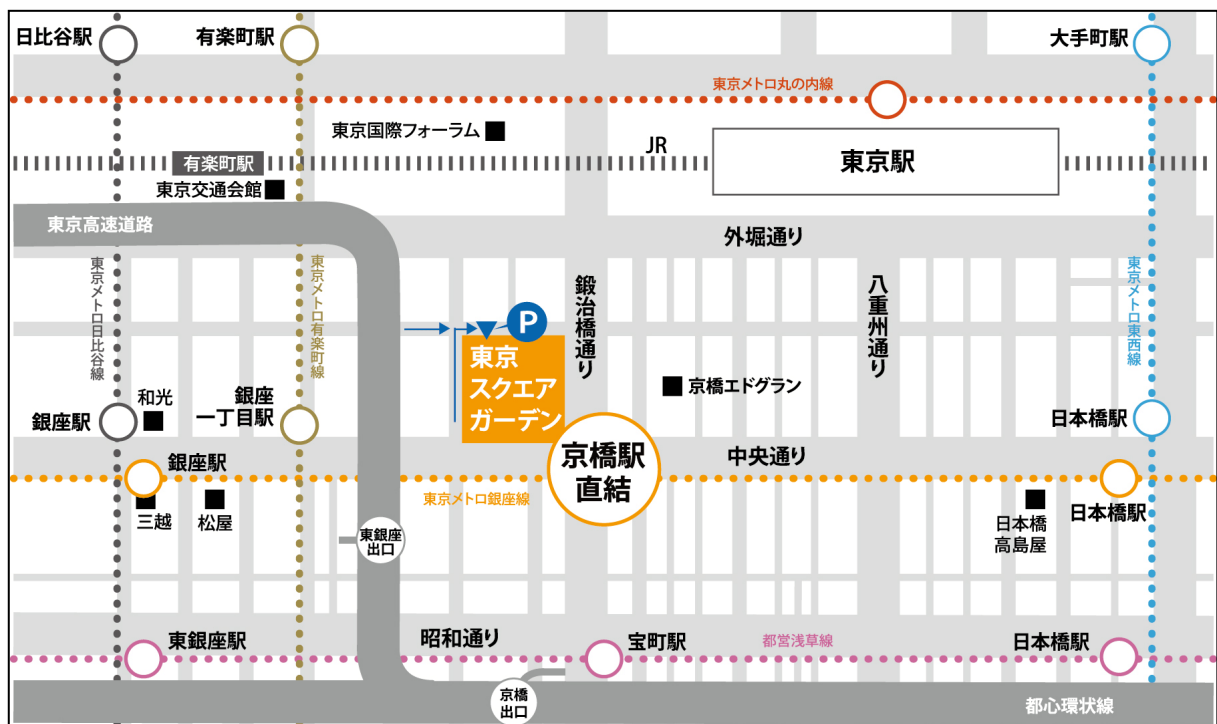 日比谷駅
有楽町駅
大手町駅
東京メトロ丸の内線
東京国際フォーラム
JR
東京駅
有楽町駅
東京交通会館
東京高速道路
外堀通り
東京メトロ日比谷線
東京メトロ有楽町線
鍛治橋通り
八重州通り
東京メトロ東西線
P
東京
スクエア
ガーデン
京橋エドグラン
和光
銀座駅
銀座
一丁目駅
日本橋駅
京橋駅
直結
中央通り
銀座駅
東京メトロ銀座線
三越
松屋
日本橋駅
日本橋
高島屋
東銀座
出口
東銀座駅
昭和通り
宝町駅
都営浅草線
日本橋駅
京橋
出口
都心環状線